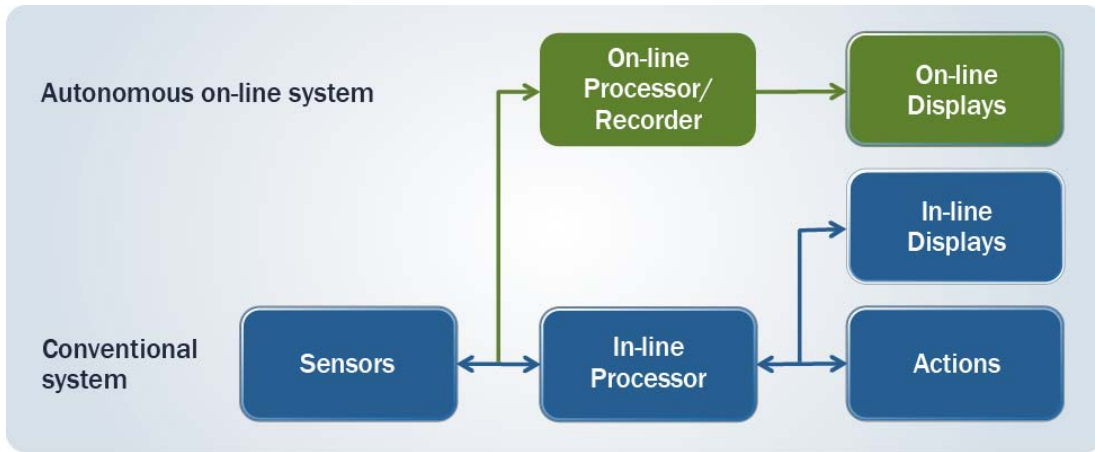 Autonomous on-line system
On-line
Processor/
Recorder
On-line
Displays
In-line
Displays
Conventional
system
Sensors
In-line
Processor
Actions